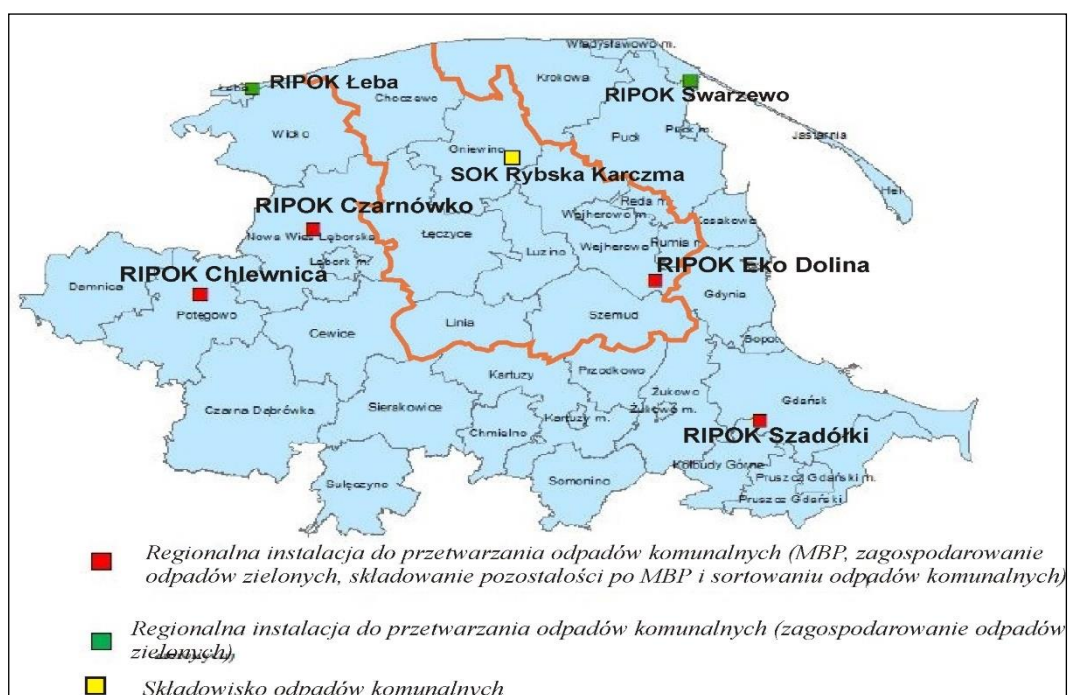 Władysławowo m.
Krokowa
RIPOK Łeba
Łeba
Choczewo
RIPOK Swarzewo
Wicko
Puck
Puck m.
Jastarnia
Gniewino
SOK Rybska Karczma
Hel
RIPOK Czarnówko
Reda m.
Wejherowo m.
Kosakowo
Nowa Wieś Lęborska
Łęczyce
Luzino
Wejherowo
Rumia m.
Lębork m.
RIPOK Chlewnica
RIPOK Eko Dolina
Damnica
Gdynia
Potęgowo
Linia
Szemud
Cewice
Sopot
Kartuzy
Przodkowo
Żukowo
Gdańsk
Czarna Dąbrówka
Sierakowice
Kartuzy m.
Żukowo m.
Chmielno
RIPOK Szadółki
Kolbudy Górne
Pruszcz Gdański m.
Sulęczyno
Somonino
Pruszcz Gdański
Regionalna instalacja do przetwarzania odpadów komunalnych (MBP, zagospodarowanie
odpadów zielonych, składowanie pozostałości po MBP i sortowaniu odpadów komunalnych)
Regionalna instalacja do przetwarzania odpadów komunalnych (zagospodarowanie odpadów
zielonych)
Składowisko odpadów komunalnych